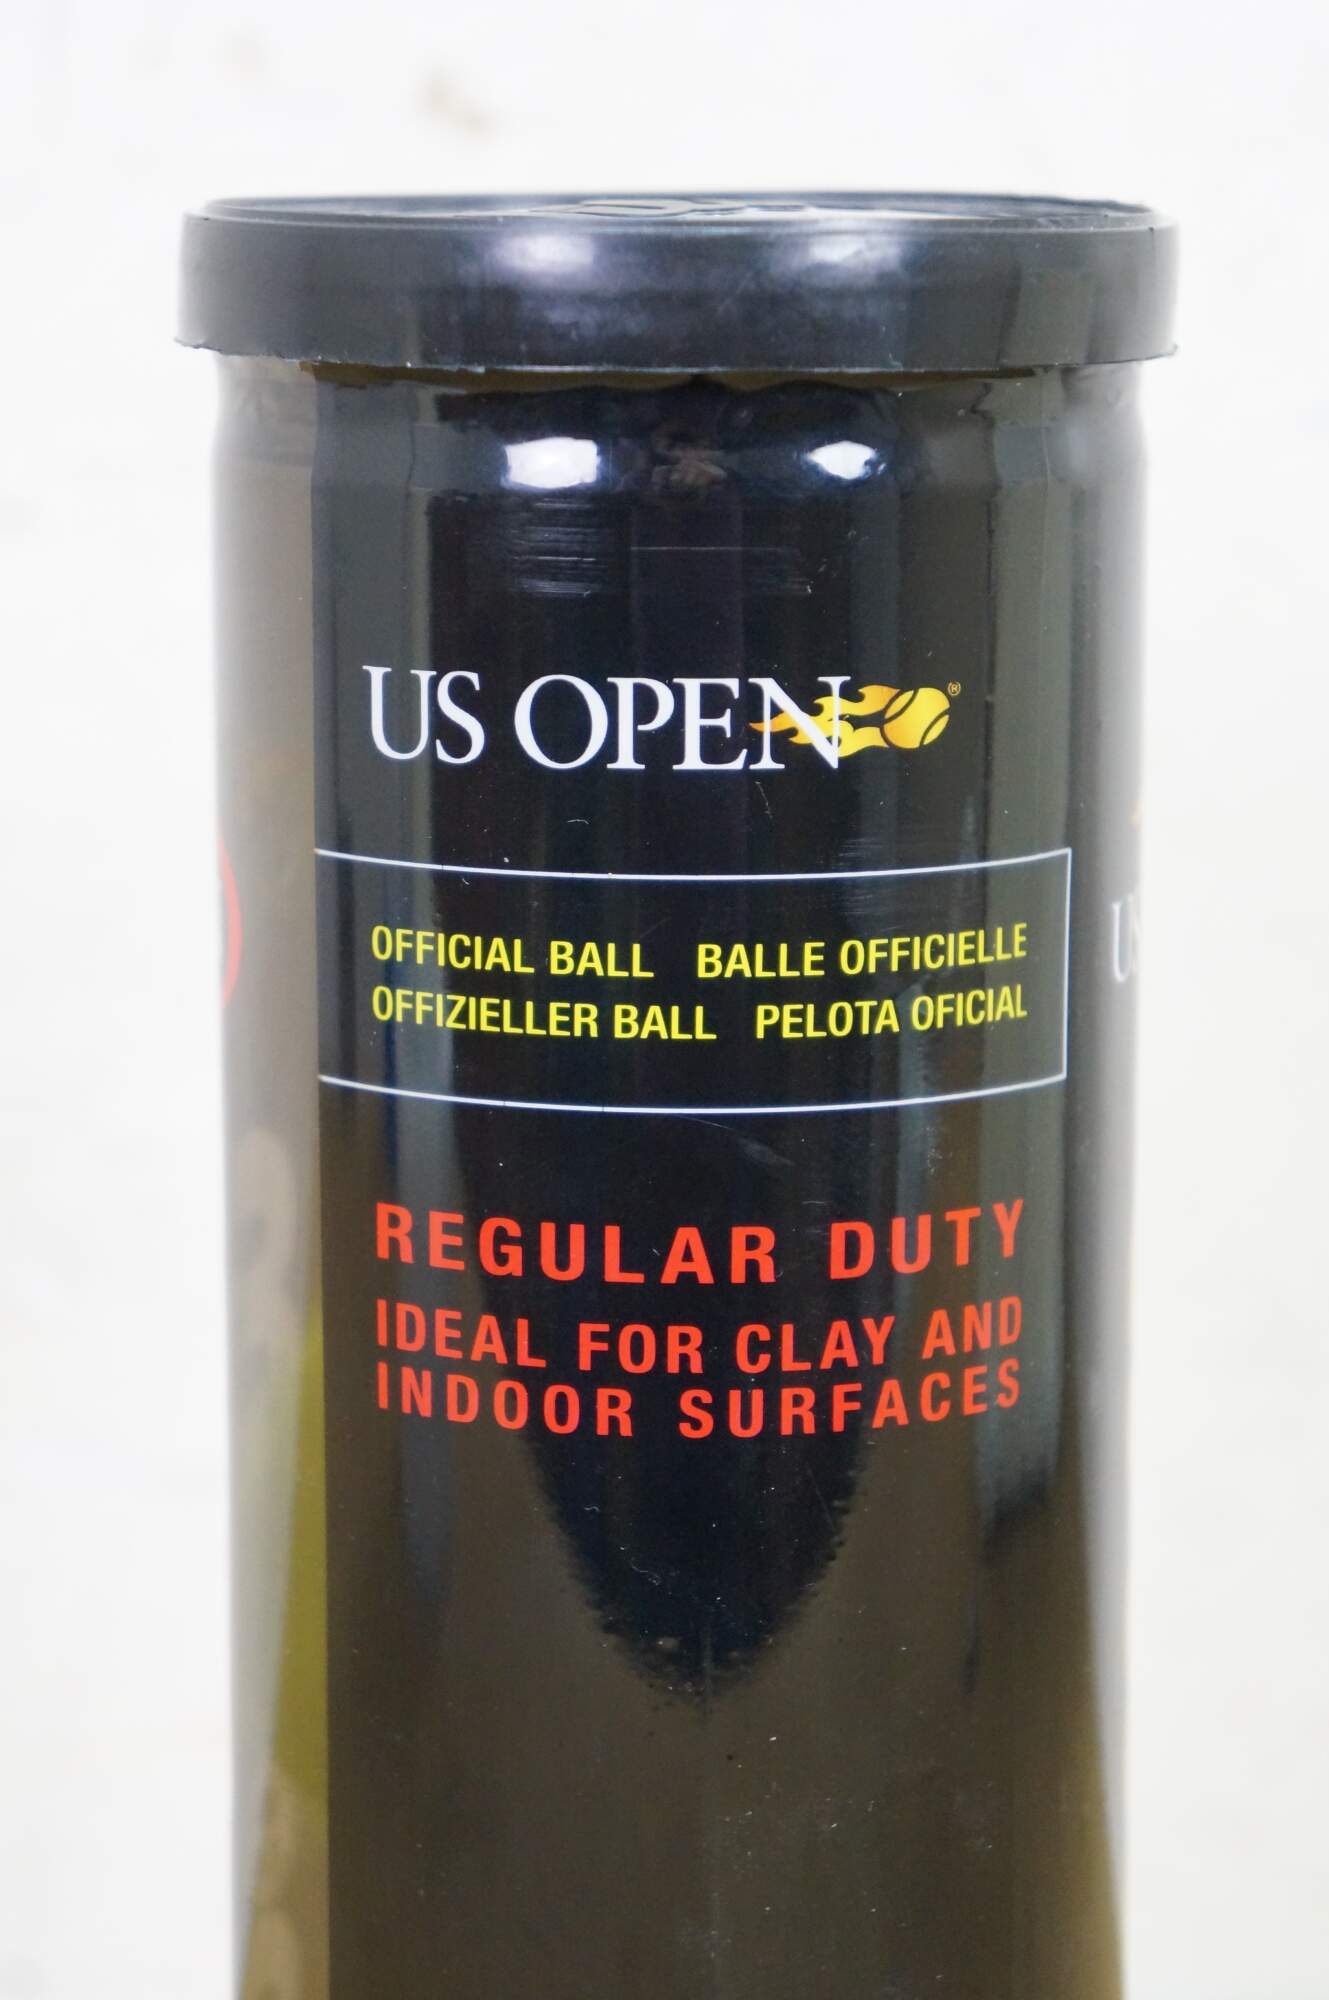 US OPEN®
OFFICIAL BALL BALLE OFFICIELLE
OFFIZIELLER BALL PELOTA OFICIAL
REGULAR DUTY
IDEAL FOR CLAY AND
INDOOR SURFACES